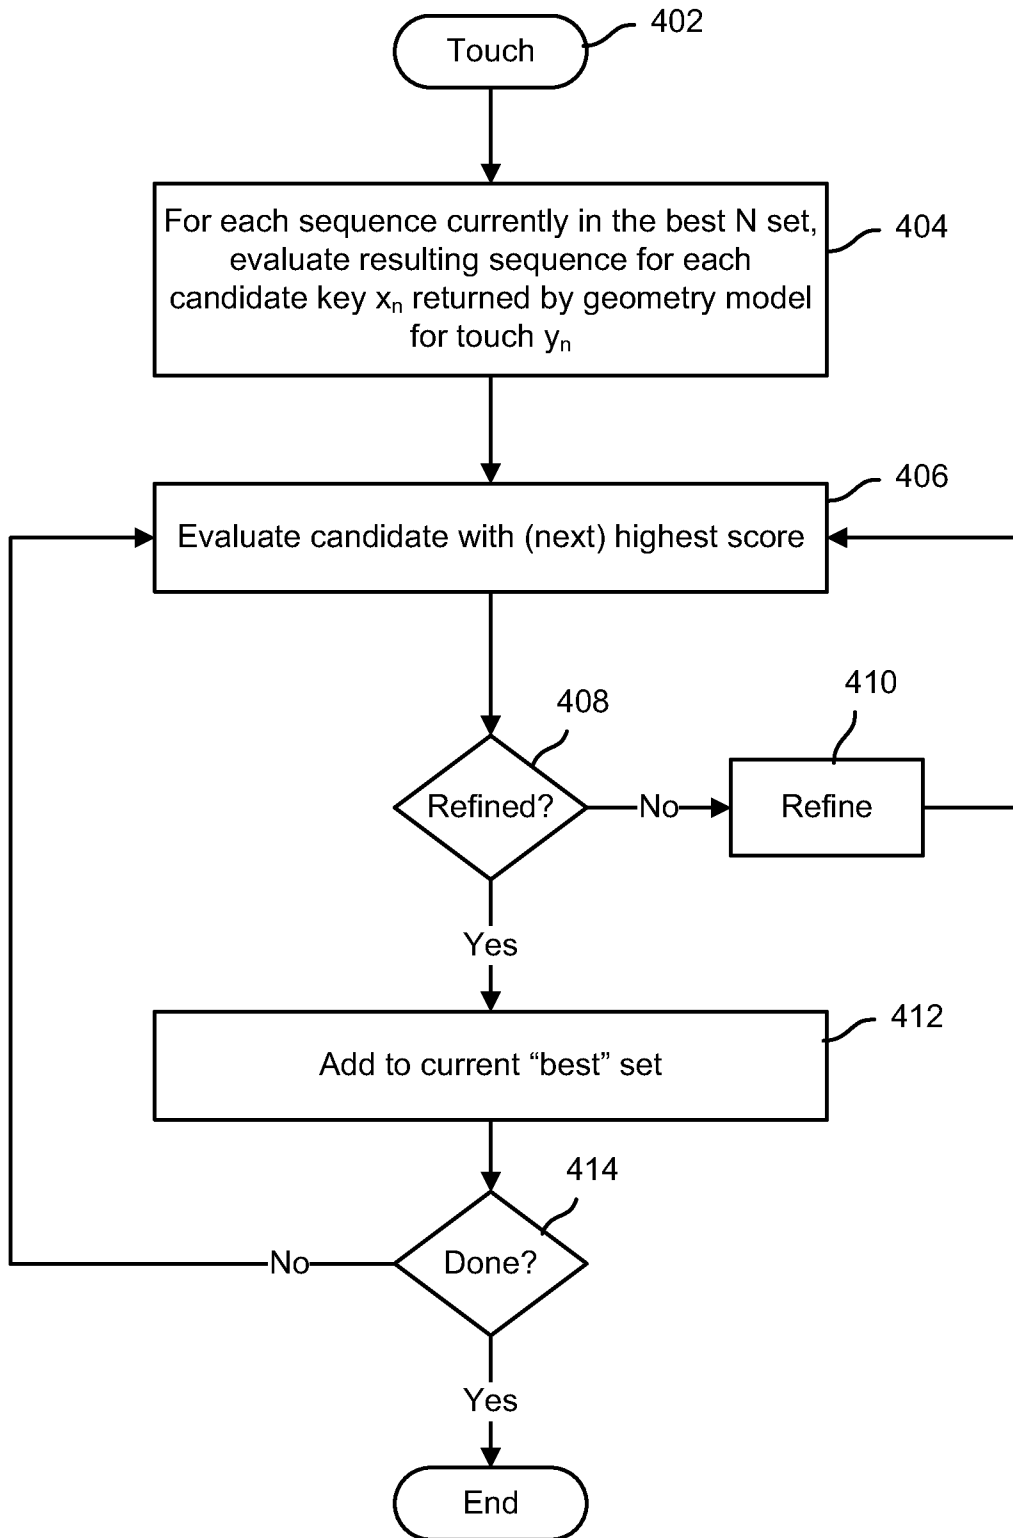 Touch
402
For each sequence currently in the best N set,
evaluate resulting sequence for each
candidate key xₙ returned by geometry model
for touch yₙ
404
406
Evaluate candidate with (next) highest score
408
410
Refined?
No
Refine
Yes
412
Add to current “best” set
414
Done?
No
Yes
End